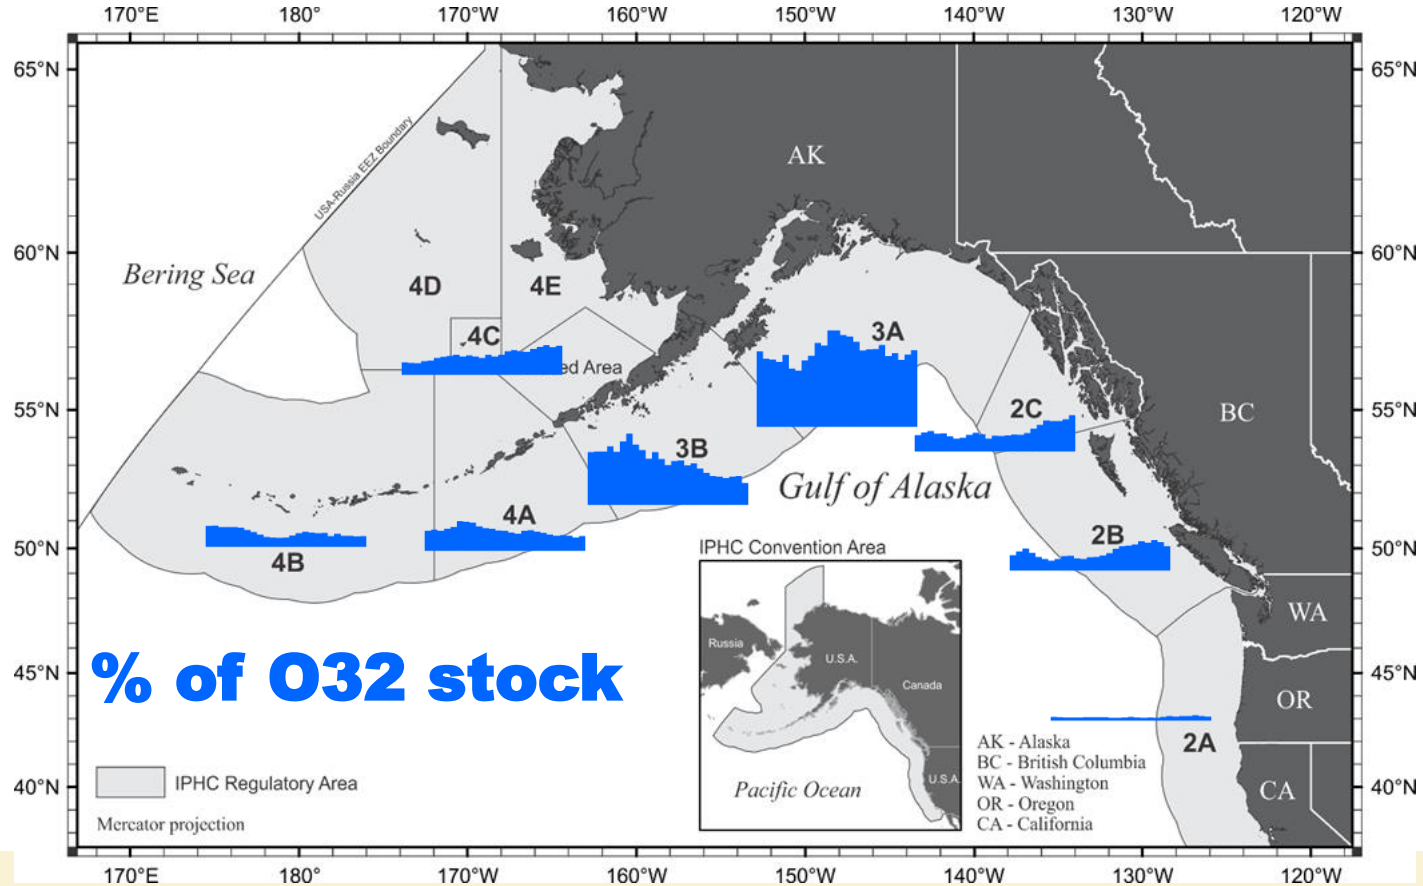 170°E 180° 170°W 160°W 150°W 140°W 130°W 120°W
65°N 65°N
USA-Russia EEZ Boundary
AK
60°N 60°N
Bering Sea
4D 4E
4C 3A
ed Area
55°N 55°N
2C BC
3B
Gulf of Alaska
4A
2B
50°N 50°N
4B
IPHC Convention Area
WA
Russia
U.S.A.
Canada
% of O32 stock
45°N 45°N
OR
2A
AK - Alaska
BC - British Columbia
WA - Washington
OR - Oregon
CA - California
U.S.A.
Pacific Ocean
IPHC Regulatory Area
40°N 40°N
CA
Mercator projection
170°E 180° 170°W 160°W 150°W 140°W 130°W 120°W